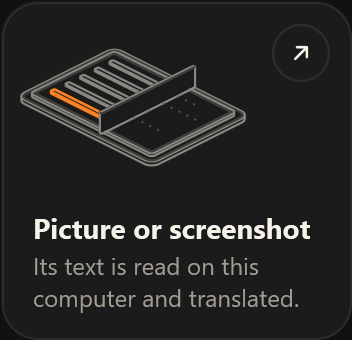 Picture or screenshot
Its text is read on this
computer and translated.